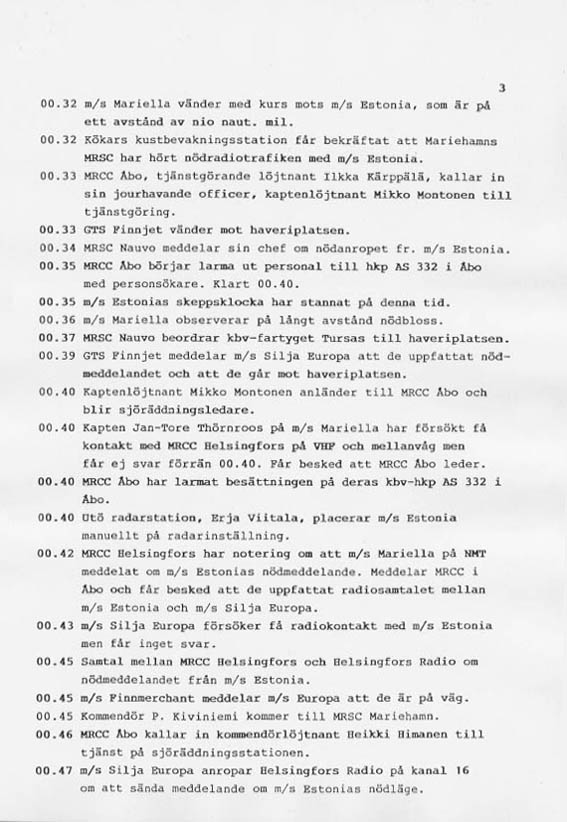 3
00.32 m/s Mariella vänder med kurs mots m/s Estonia, som är på
ett avstånd av nio naut. mil.
00.32 Kökars kustbevakningsstation får bekräftat att Mariehamns
MRSC har hört nödradiotrafiken med m/s Estonia.
00.33 MRCC Åbo, tjänstgörande löjtnant Ilkka Kärppälä, kallar in
sin jourhavande officer, kaptenlöjtnant Mikko Montonen till
tjänstgöring.
00.33 GTS Finnjet vänder mot haveriplatsen.
00.34 MRSC Nauvo meddelar sin chef om nödanropet fr. m/s Estonia.
00.35 MRCC Åbo börjar larma ut personal till hkp AS 332 i Åbo
med personsökare. Klart 00.40.
00.35 m/s Estonias skeppsklocka har stannat på denna tid.
00.36 m/s Mariella observerar på långt avstånd nödbloss.
00.37 MRSC Nauvo beordrar kbv-fartyget Tursas till haveriplatsen.
00.39 GTS Finnjet meddelar m/s Silja Europa att de uppfattat nöd-
meddelandet och att de går mot haveriplatsen.
00.40 Kaptenlöjtnant Mikko Montonen anländer till MRCC Åbo och
blir sjöräddningsledare.
00.40 Kapten Jan-Tore Thörnroos på m/s Mariella har försökt få
kontakt med MRCC Helsingfors på VHF och mellanvåg men
får ej svar förrän 00.40. Får besked att MRCC Åbo leder.
00.40 MRCC Åbo har larmat besättningen på deras kbv-hkp AS 332 i
Åbo.
00.40 Utö radarstation, Erja Viitala, placerar m/s Estonia
manuellt på radarinställning.
00.42 MRCC Helsingfors har notering om att m/s Mariella på NMT
meddelat om m/s Estonias nödmeddelande. Meddelar MRCC i
Åbo och får besked att de uppfattat radiosamtalet mellan
m/s Estonia och m/s Silja Europa.
00.43 m/s Silja Europa försöker få radiokontakt med m/s Estonia
men får inget svar.
00.45 Samtal mellan MRCC Helsingfors och Helsingfors Radio om
nödmeddelandet från m/s Estonia.
00.45 m/s Finnmerchant meddelar m/s Europa att de är på väg.
00.45 Kommendör P. Kiviniemi kommer till MRSC Mariehamn.
00.46 MRCC Åbo kallar in kommendörlöjtnant Heikki Himanen till
tjänst på sjöräddningsstationen.
00.47 m/s Silja Europa anropar Helsingfors Radio på kanal 16
om att sända meddelande om m/s Estonias nödläge.